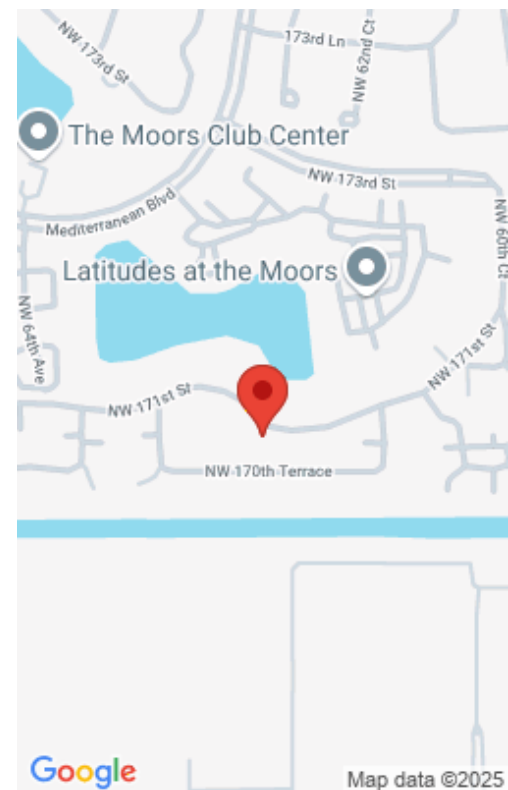 NW 173rd St
173rd Ln
NW 62nd Ct
The Moors Club Center
NW 173rd St
Mediterranean Blvd
NW 60th Ct
Latitudes at the Moors
NW 64th Ave
NW 171st St
NW 171st St
NW 170th Terrace
Google
Map data ©2025